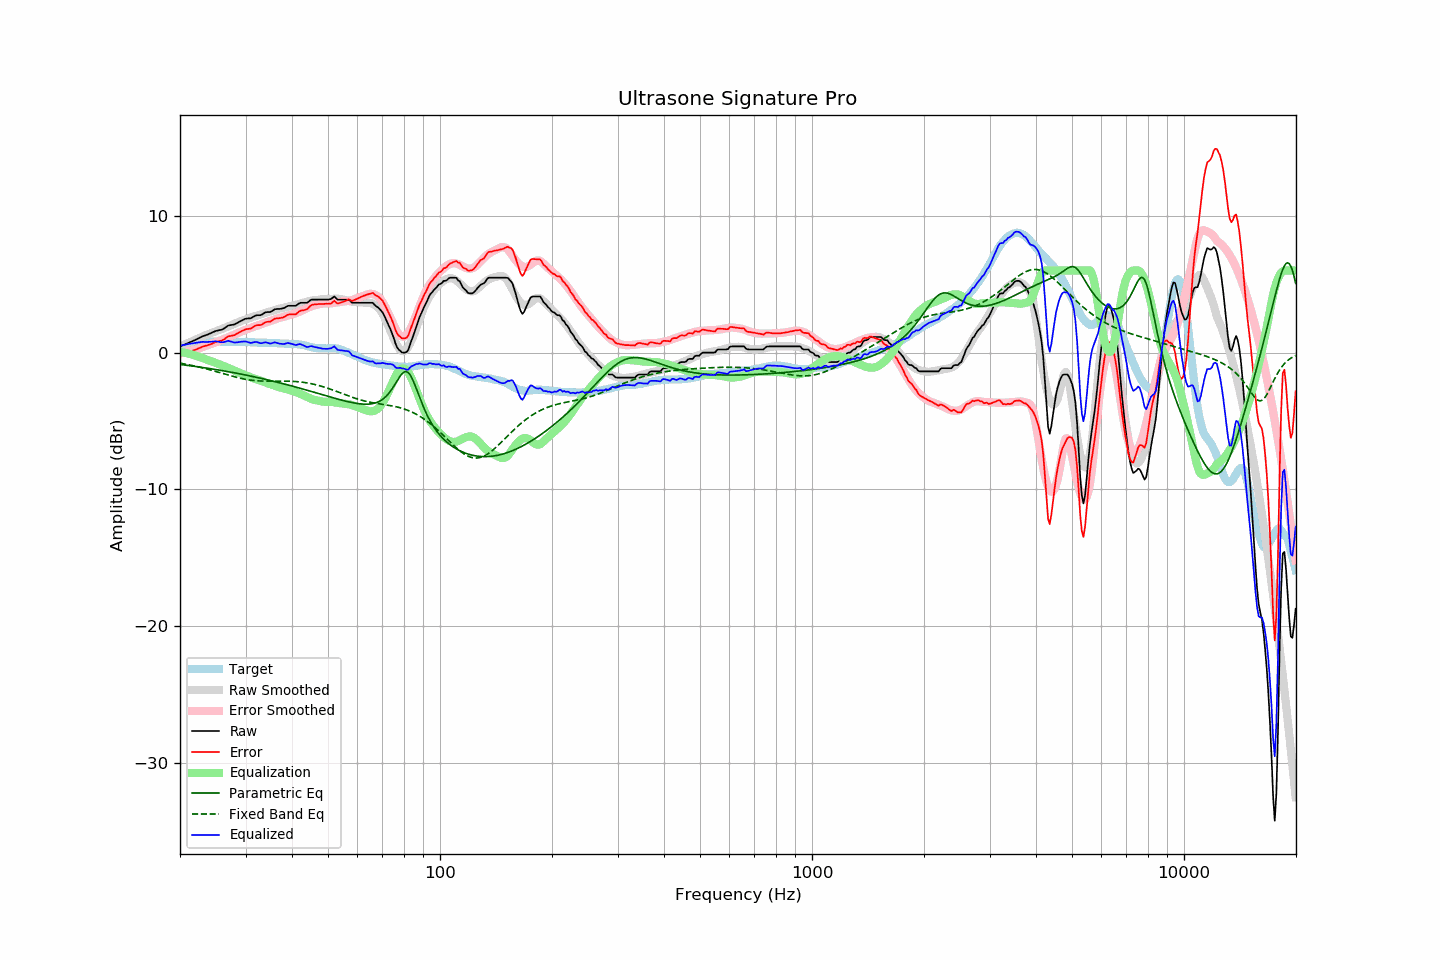 Ultrasone Signature Pro
10
0
−10
−20
−30
Amplitude (dBr)
Target
Raw Smoothed
Error Smoothed
Raw
Error
Equalization
Parametric Eq
Fixed Band Eq
Equalized
100
1000
10000
Frequency (Hz)